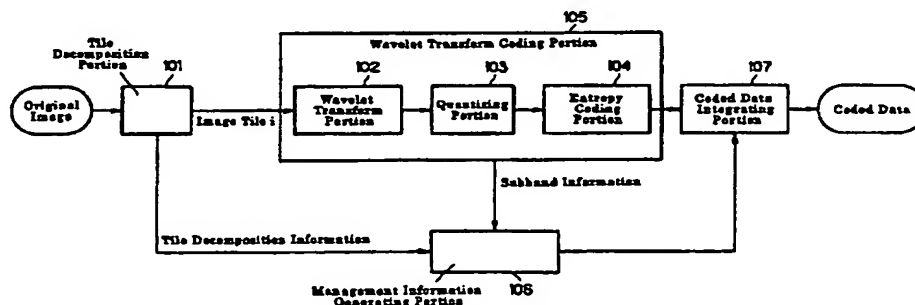 105
Tile
Decomposition
Portion
101
Wavelet Transform Coding Portion
102
103
104
107
Original
Image
Image Tile i
Wavelet
Transform
Portion
Quantizing
Portion
Entropy
Coding
Portion
Coded Data
Integrating
Portion
Coded Data
Subband Information
Tile Decomposition Information
Management Information
Generating Portion
106